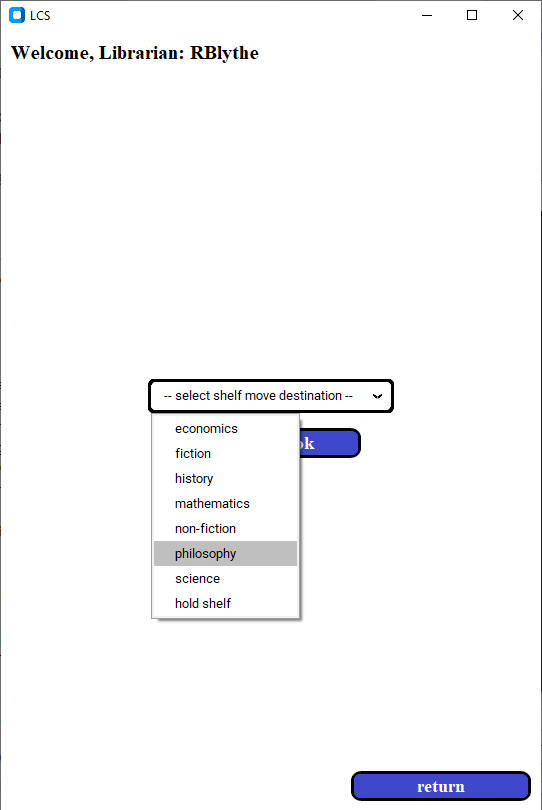 LCS
Welcome, Librarian: RBlythe
-- select shelf move destination --
economics
ok
fiction
history
mathematics
non-fiction
philosophy
science
hold shelf
return